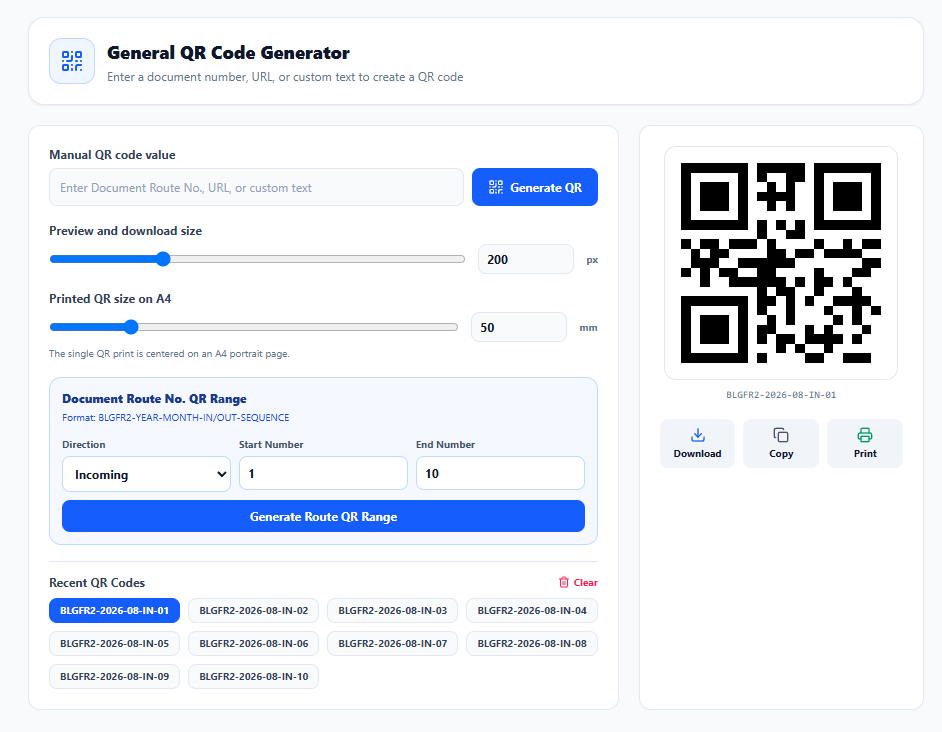 General QR Code Generator
Enter a document number, URL, or custom text to create a QR code
Manual QR code value
Enter Document Route No., URL, or custom text
Generate QR
Preview and download size
200 px
Printed QR size on A4
50 mm
The single QR print is centered on an A4 portrait page.
Document Route No. QR Range
Format: BLGFR2-YEAR-MONTH-IN/OUT-SEQUENCE
Direction Start Number End Number
Incoming 1 10
Generate Route QR Range
Recent QR Codes Clear
BLGFR2-2026-08-IN-01 BLGFR2-2026-08-IN-02 BLGFR2-2026-08-IN-03 BLGFR2-2026-08-IN-04
BLGFR2-2026-08-IN-05 BLGFR2-2026-08-IN-06 BLGFR2-2026-08-IN-07 BLGFR2-2026-08-IN-08
BLGFR2-2026-08-IN-09 BLGFR2-2026-08-IN-10
BLGFR2-2026-08-IN-01
Download Copy Print